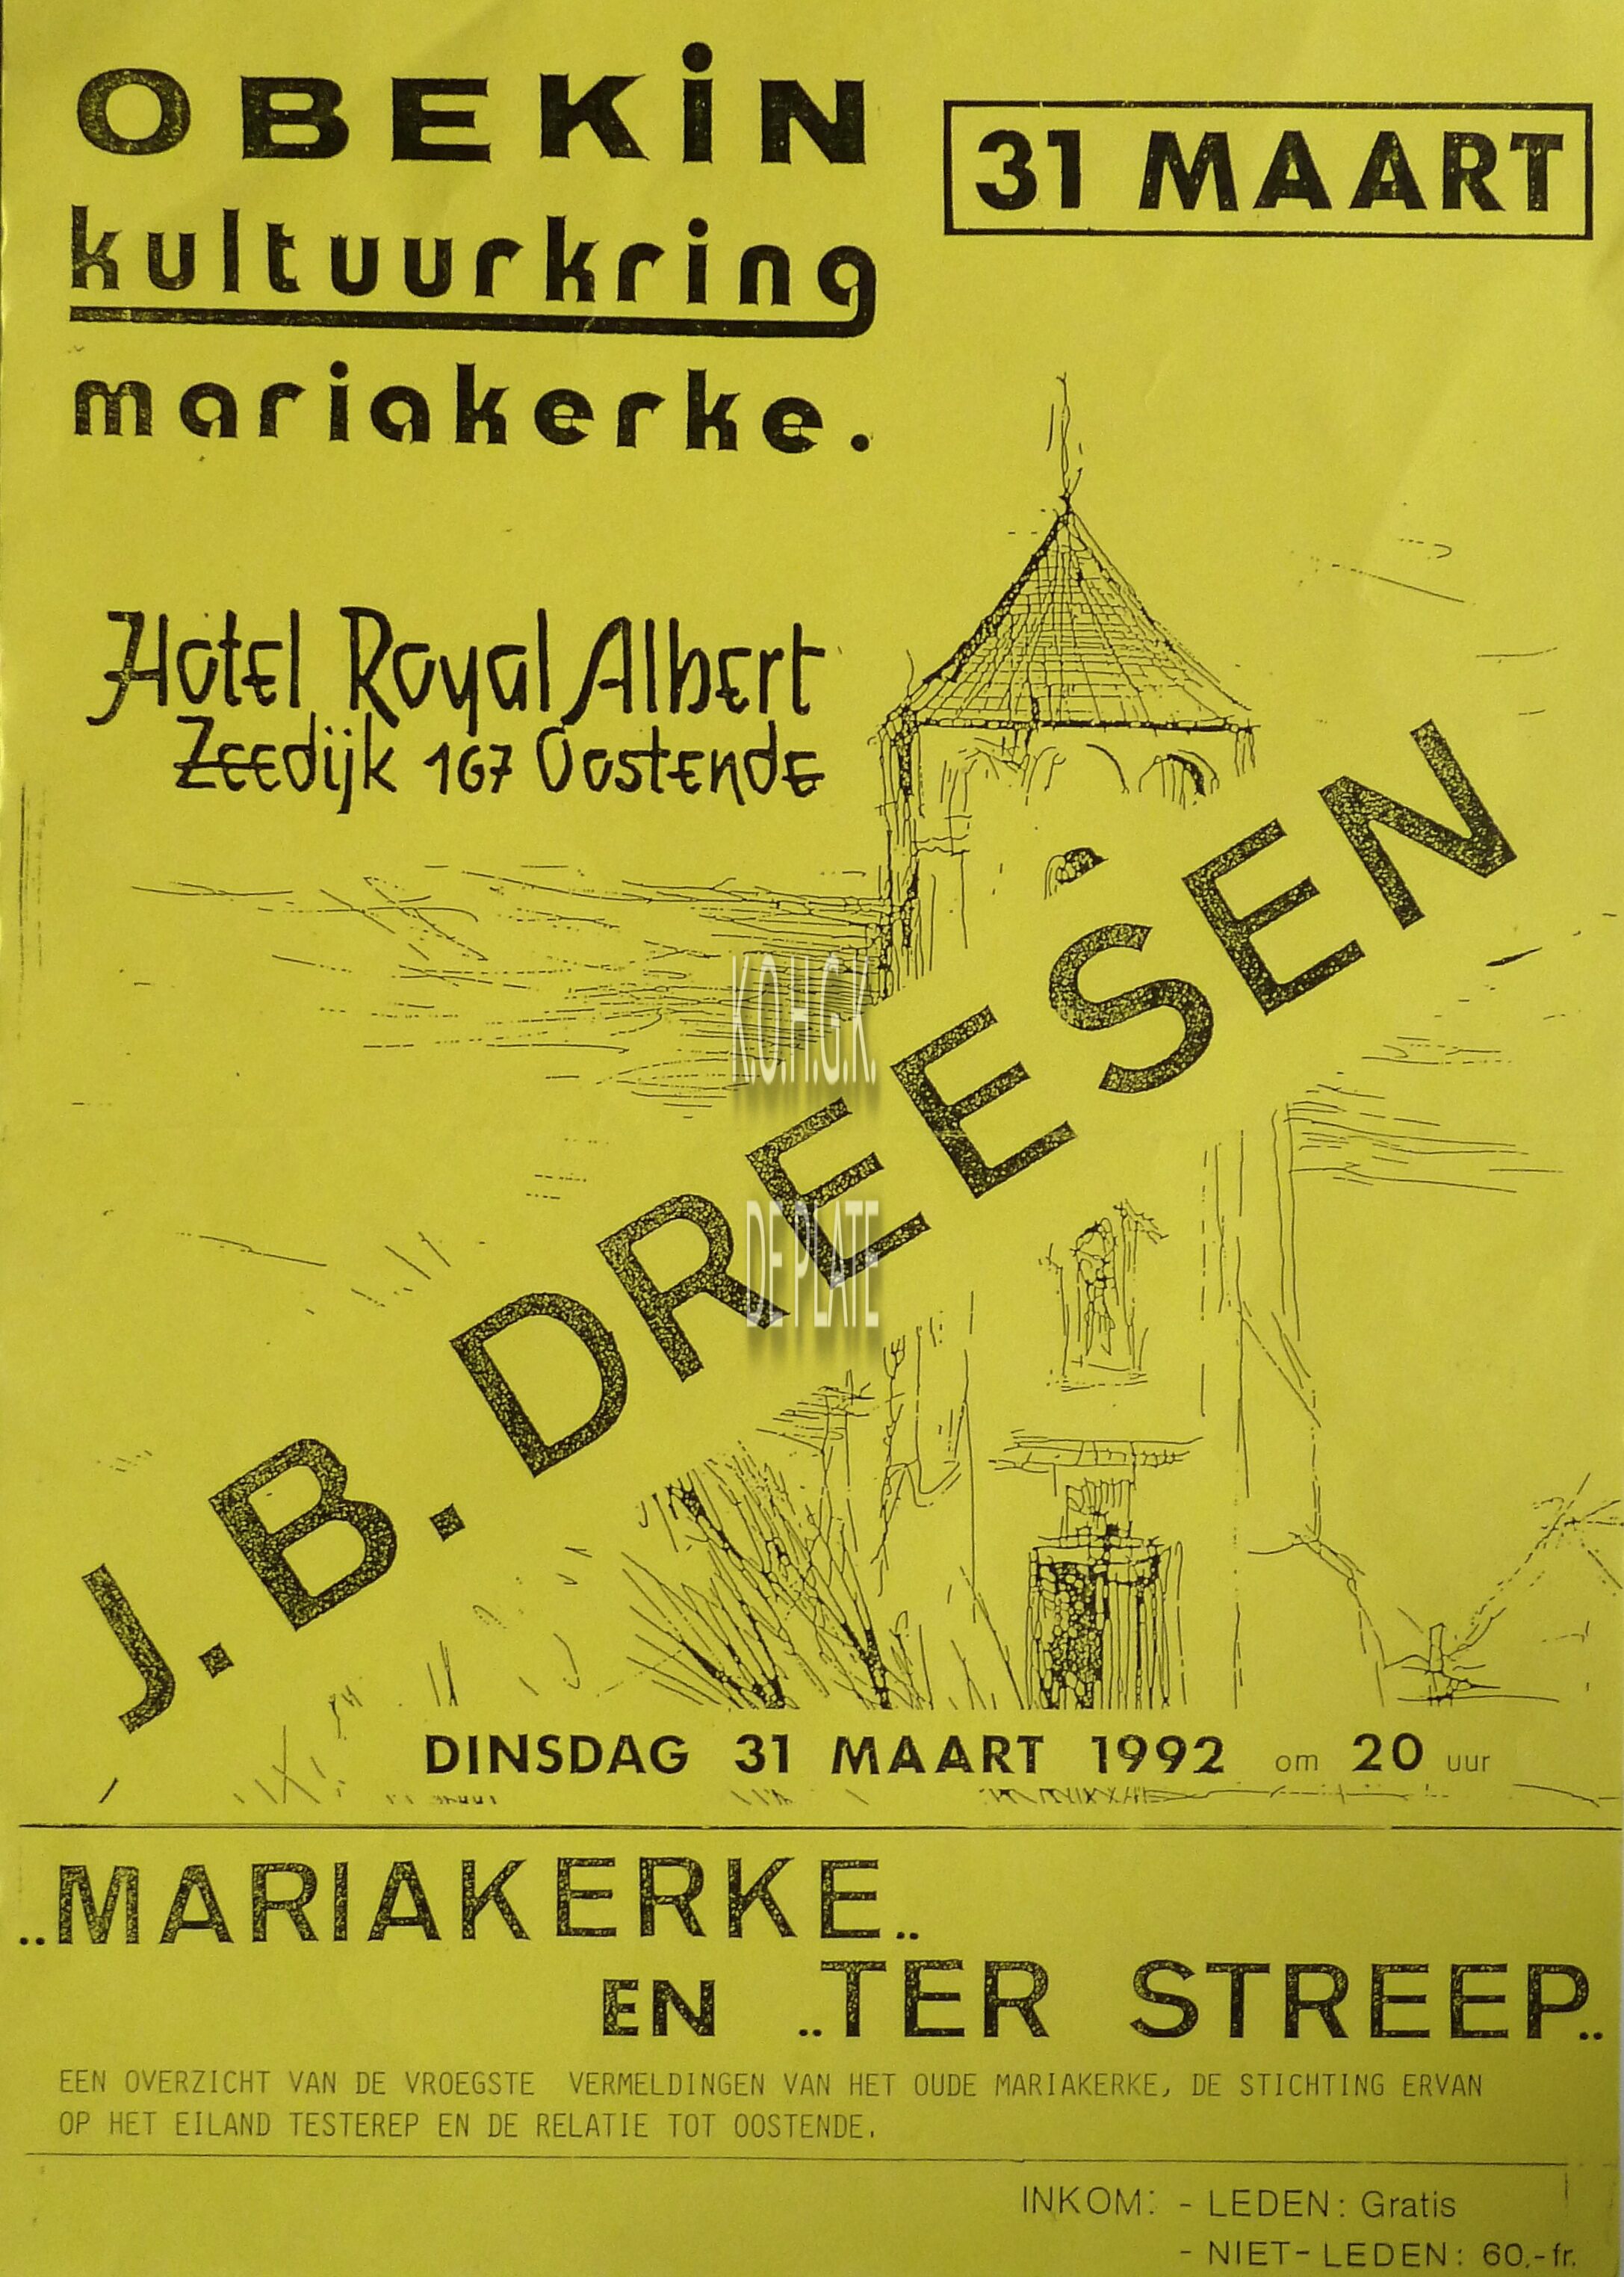 OBEKiN
31 MAART
kultuurkring
mariakerke.
Hotel Royal Albert
Zeedijk 167 Oostende
K.O.H.G.K.
DE PLATE
J. B. DREESEN
DINSDAG 31 MAART 1992 om 20 uur
..MARIAKERKE..
EN ..TER STREEP..
EEN OVERZICHT VAN DE VROEGSTE VERMELDINGEN VAN HET OUDE MARIAKERKE, DE STICHTING ERVAN
OP HET EILAND TESTEREP EN DE RELATIE TOT OOSTENDE.
INKOM: - LEDEN: Gratis
- NIET-LEDEN: 60.-fr.